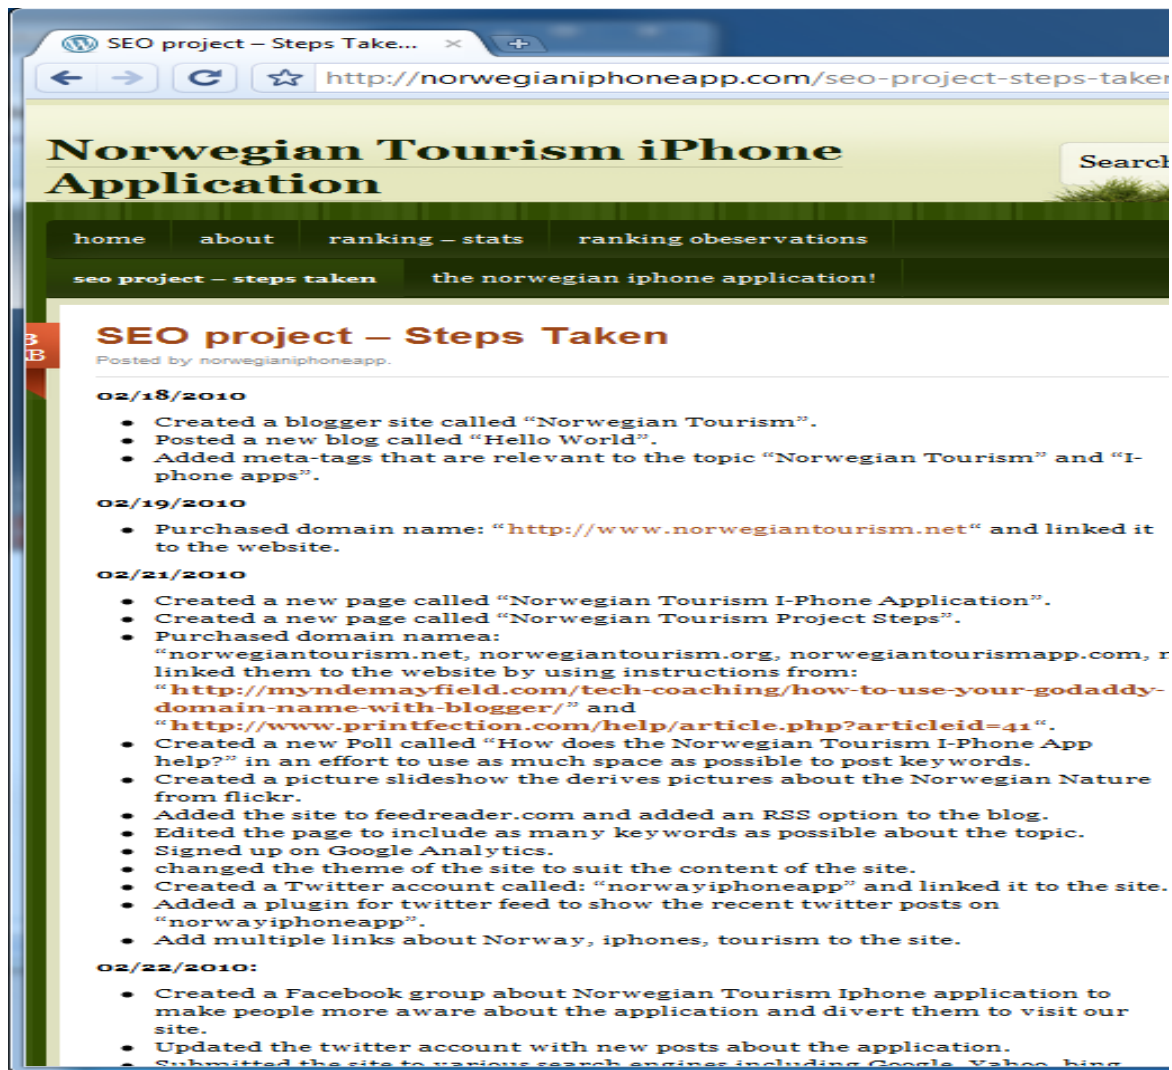 SEO project – Steps Take...
http://norwegianiphoneapp.com/seo-project-steps-taken
Norwegian Tourism iPhone
Application
Search
home about ranking – stats ranking obeservations
seo project – steps taken the norwegian iphone application!
SEO project – Steps Taken
Posted by norwegianiphoneapp.
02/18/2010
• Created a blogger site called “Norwegian Tourism”.
• Posted a new blog called “Hello World”.
• Added meta-tags that are relevant to the topic “Norwegian Tourism” and “I-
phone apps”.
02/19/2010
• Purchased domain name: “http://www.norwegiantourism.net“ and linked it
to the website.
02/21/2010
• Created a new page called “Norwegian Tourism I-Phone Application”.
• Created a new page called “Norwegian Tourism Project Steps”.
• Purchased domain namea:
“norwegiantourism.net, norwegiantourism.org, norwegiantourismapp.com,
linked them to the website by using instructions from:
“http://myndemayfield.com/tech-coaching/how-to-use-your-godaddy-
domain-name-with-blogger/” and
“http://www.printfection.com/help/article.php?articleid=41“.
• Created a new Poll called “How does the Norwegian Tourism I-Phone App
help?” in an effort to use as much space as possible to post keywords.
• Created a picture slideshow the derives pictures about the Norwegian Nature
from flickr.
• Added the site to feedreader.com and added an RSS option to the blog.
• Edited the page to include as many keywords as possible about the topic.
• Signed up on Google Analytics.
• changed the theme of the site to suit the content of the site.
• Created a Twitter account called: “norwayiphoneapp” and linked it to the site.
• Added a plugin for twitter feed to show the recent twitter posts on
“norwayiphoneapp”.
• Add multiple links about Norway, iphones, tourism to the site.
02/22/2010:
• Created a Facebook group about Norwegian Tourism Iphone application to
make people more aware about the application and divert them to visit our
site.
• Updated the twitter account with new posts about the application.
• Submitted the site to various search engines including Google, Yahoo, bing